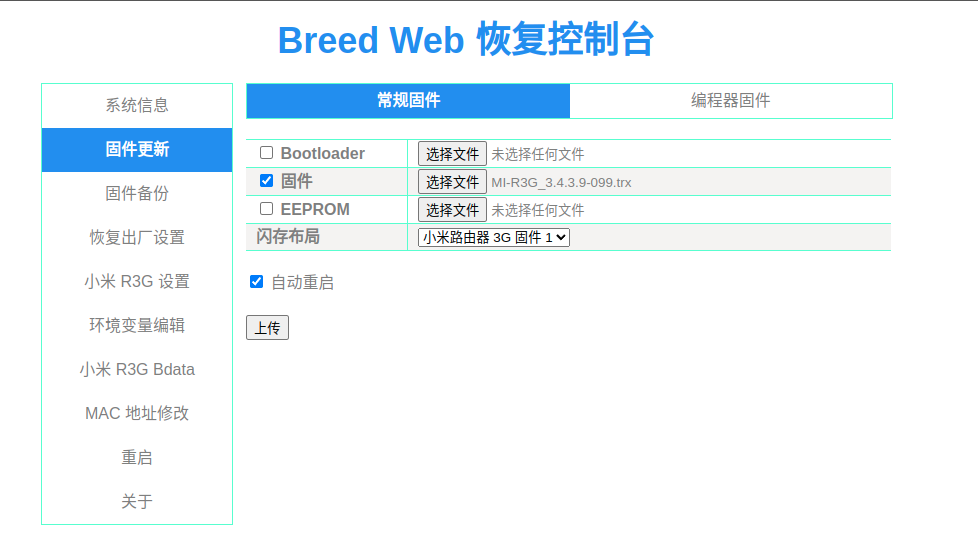 Breed Web 恢复控制台
系统信息
固件更新
固件备份
恢复出厂设置
小米 R3G 设置
环境变量编辑
小米 R3G Bdata
MAC 地址修改
重启
关于
常规固件 编程器固件
Bootloader 选择文件 未选择任何文件
固件 选择文件 MI-R3G_3.4.3.9-099.trx
EEPROM 选择文件 未选择任何文件
闪存布局 小米路由器 3G 固件 1
自动重启
上传